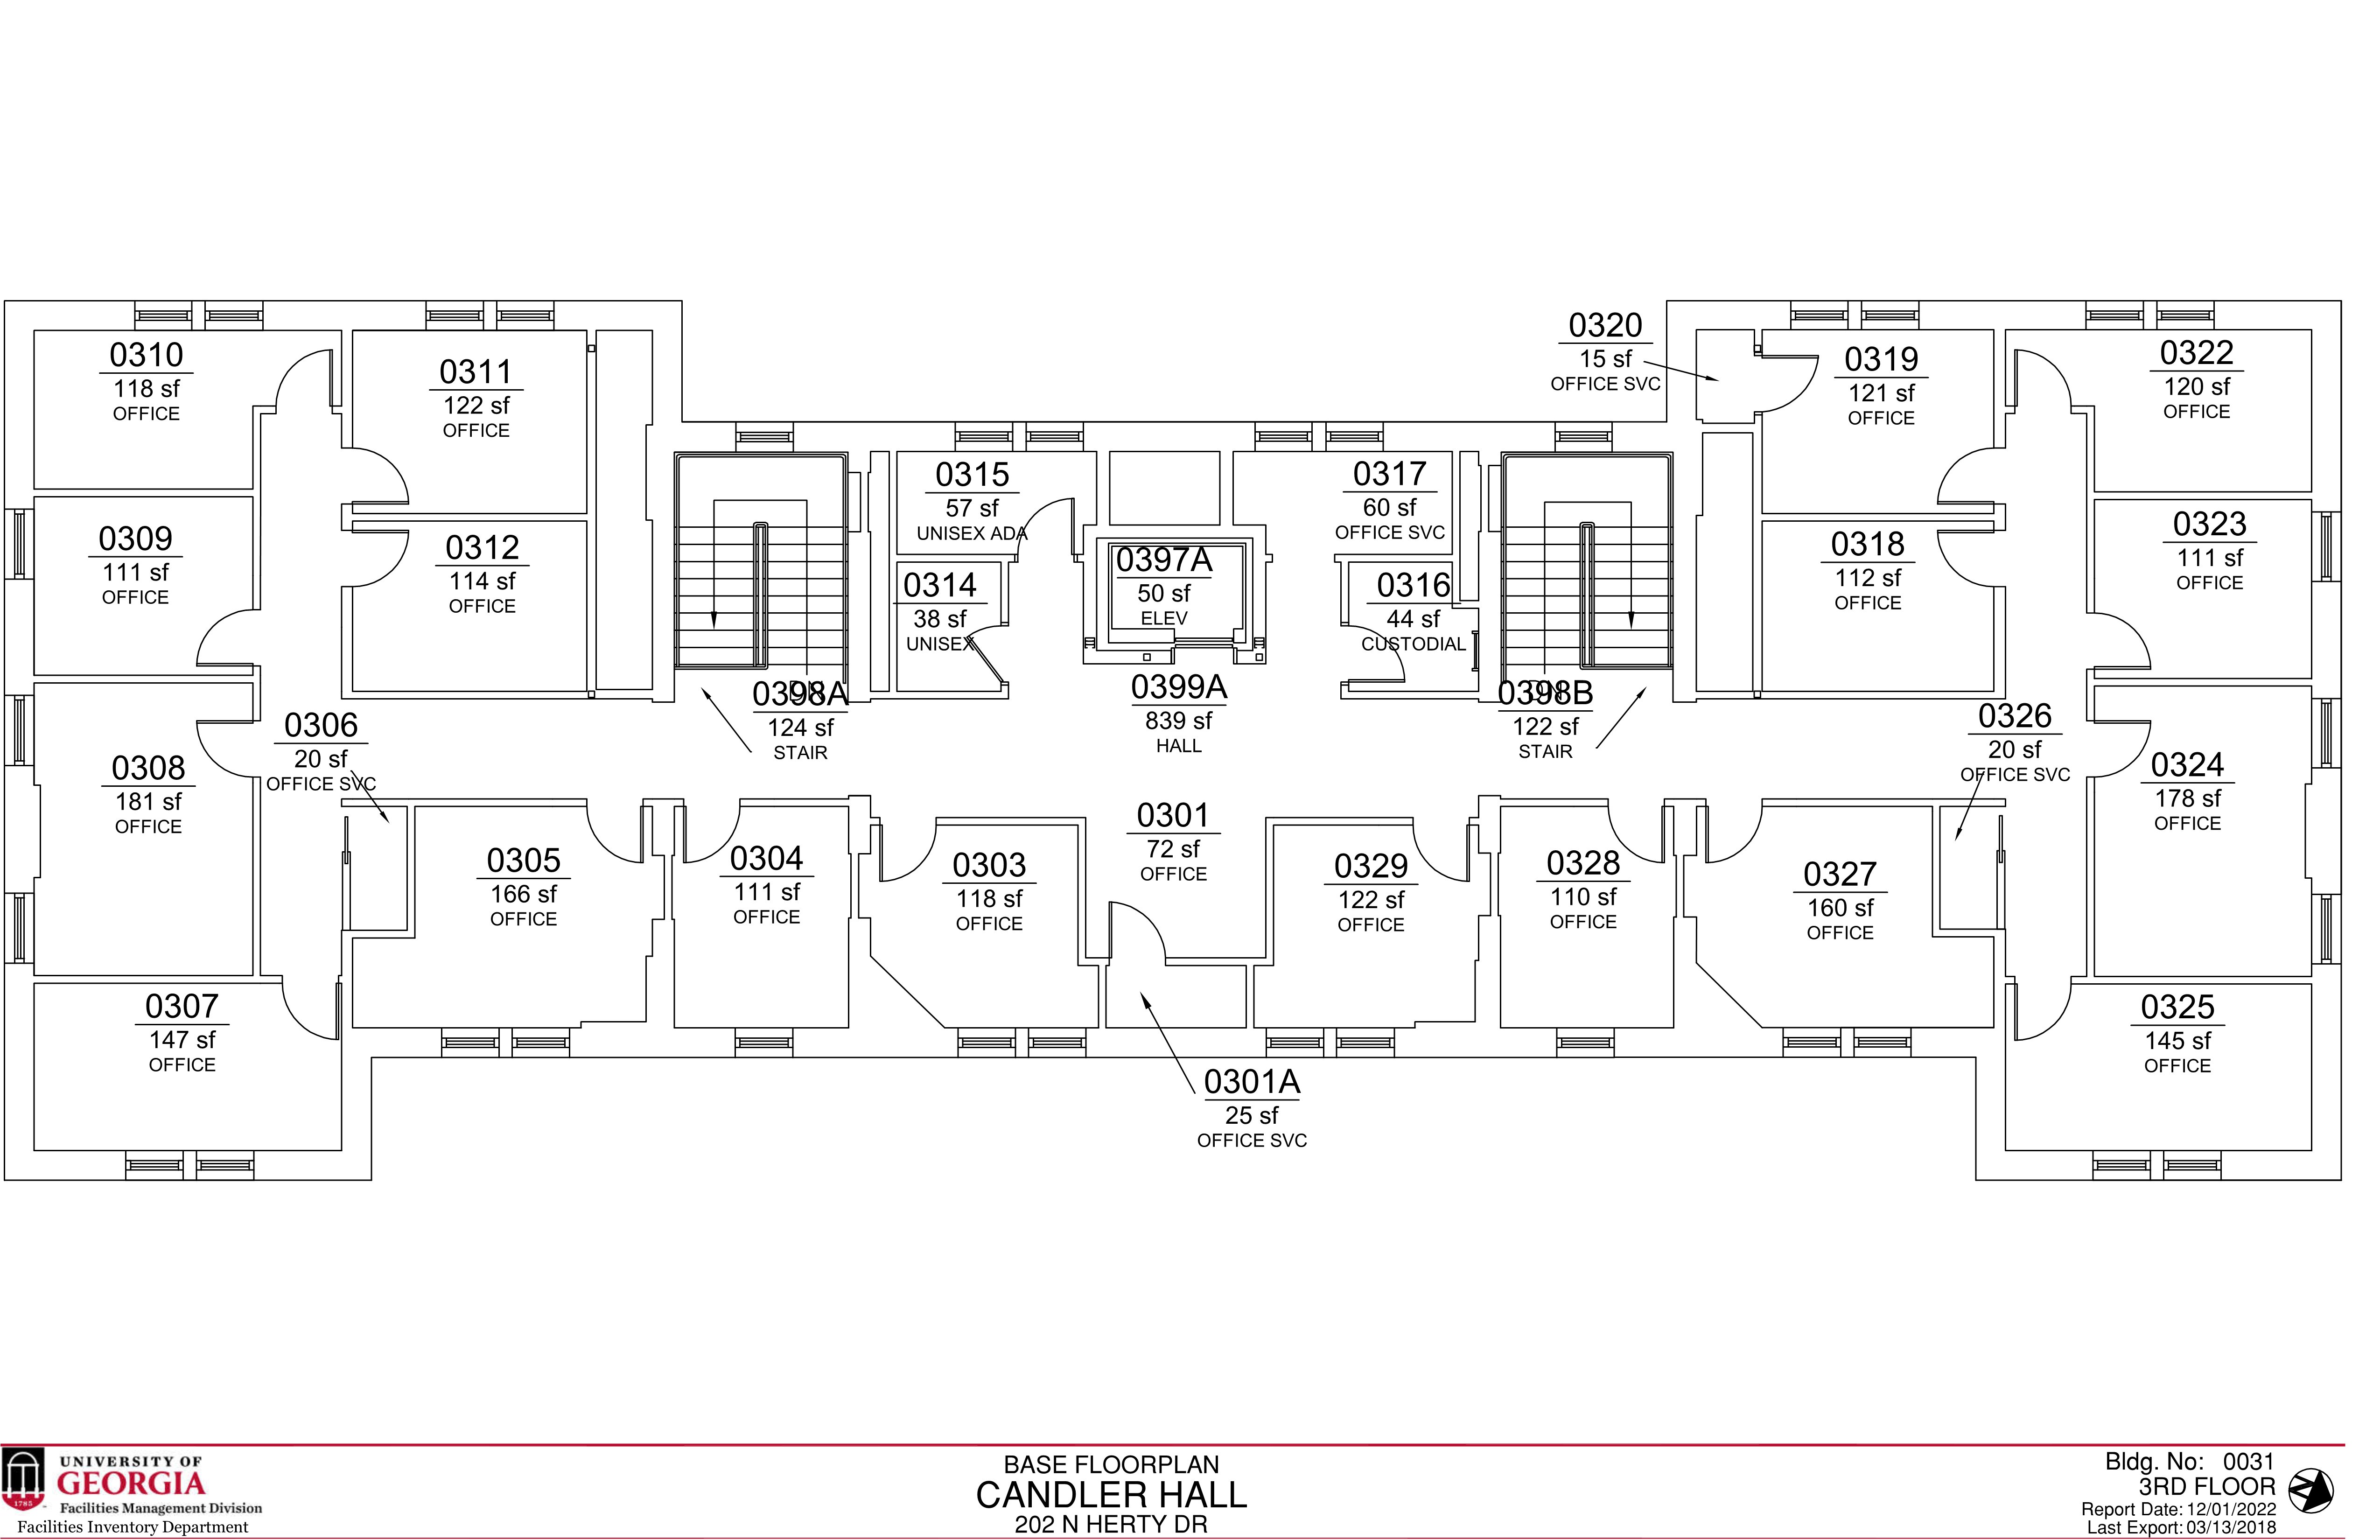 0310
118 sf
OFFICE
0311
122 sf
OFFICE
0320
15 sf
OFFICE SVC
0319
121 sf
OFFICE
0322
120 sf
OFFICE
0309
111 sf
OFFICE
0312
114 sf
OFFICE
0315
57 sf
UNISEX ADA
0317
60 sf
OFFICE SVC
0318
112 sf
OFFICE
0323
111 sf
OFFICE
0314
38 sf
UNISEX
0397A
50 sf
ELEV
0316
44 sf
CUSTODIAL
DN
0398A
124 sf
STAIR
0399A
839 sf
HALL
DN
0398B
122 sf
STAIR
0306
20 sf
OFFICE SVC
0326
20 sf
OFFICE SVC
0308
181 sf
OFFICE
0324
178 sf
OFFICE
0305
166 sf
OFFICE
0304
111 sf
OFFICE
0303
118 sf
OFFICE
0301
72 sf
OFFICE
0329
122 sf
OFFICE
0328
110 sf
OFFICE
0327
160 sf
OFFICE
0307
147 sf
OFFICE
0325
145 sf
OFFICE
0301A
25 sf
OFFICE SVC
1785
UNIVERSITY OF
GEORGIA
Facilities Management Division
Facilities Inventory Department
BASE FLOORPLAN
CANDLER HALL
202 N HERTY DR
Bldg. No: 0031
3RD FLOOR
Report Date: 12/01/2022
Last Export: 03/13/2018